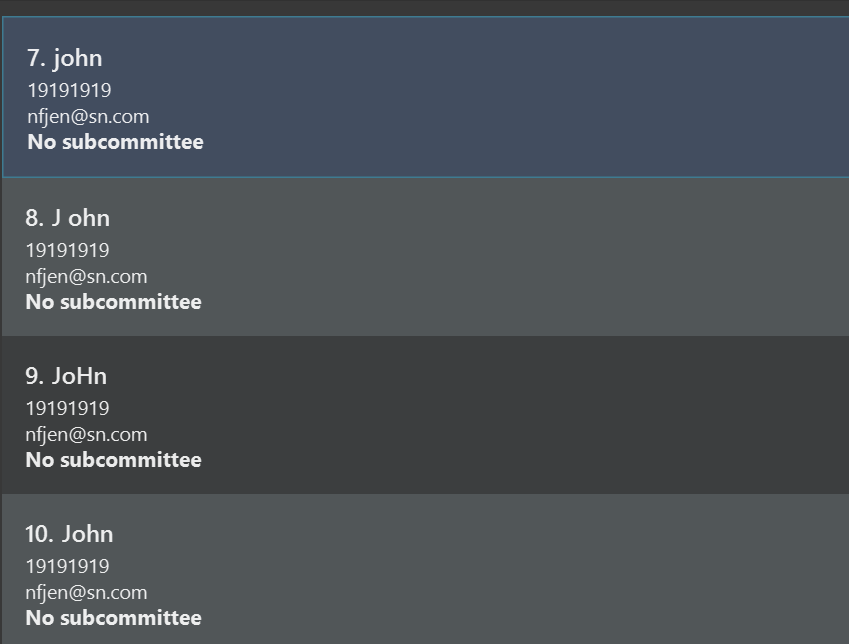 7. john
19191919
nfjen@sn.com
No subcommittee
8. J ohn
19191919
nfjen@sn.com
No subcommittee
9. JoHn
19191919
nfjen@sn.com
No subcommittee
10. John
19191919
nfjen@sn.com
No subcommittee